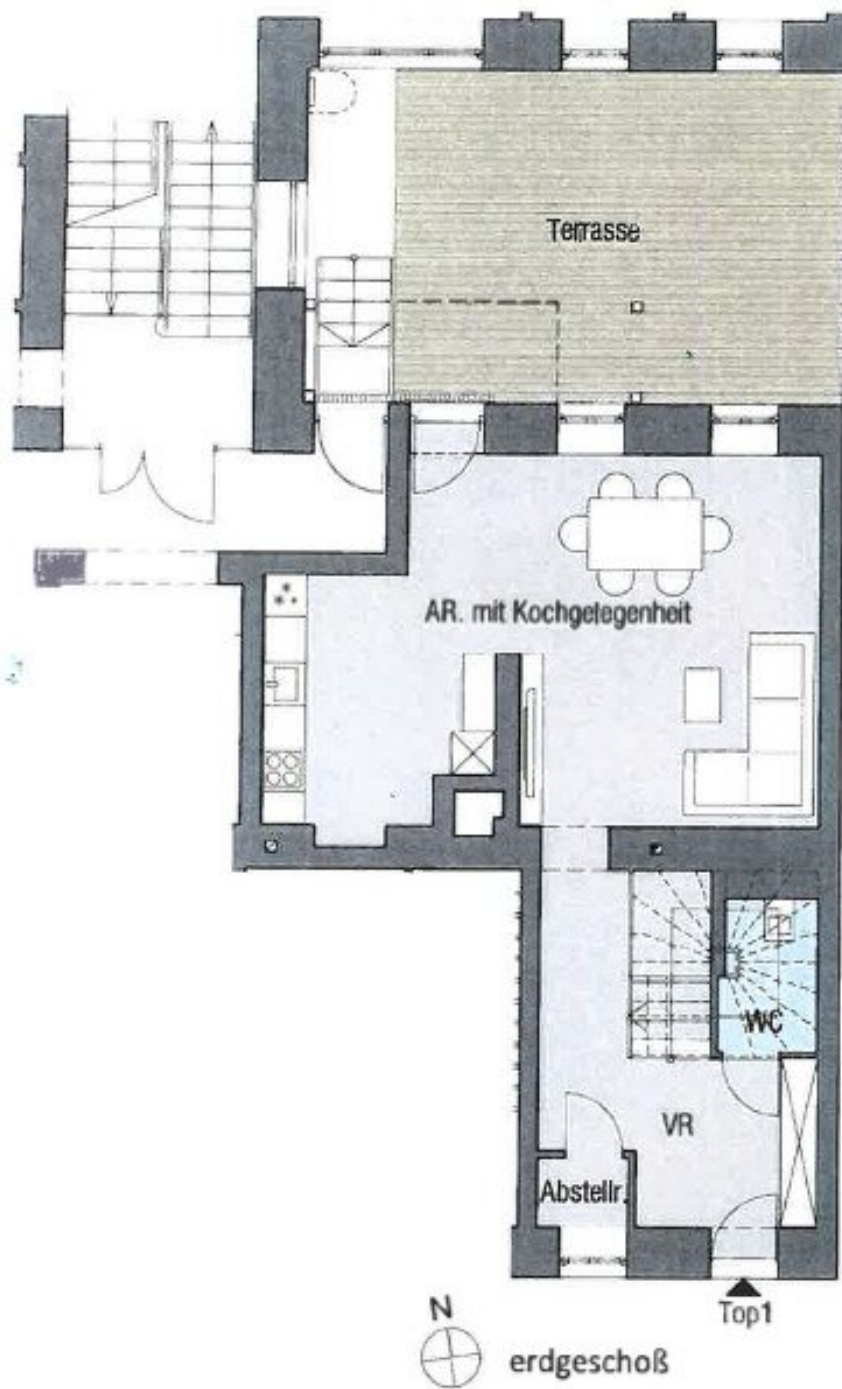 Terrasse
AR. mit Kochgelegenheit
WC
VR
Abstellr.
Top1
N
erdgeschoß